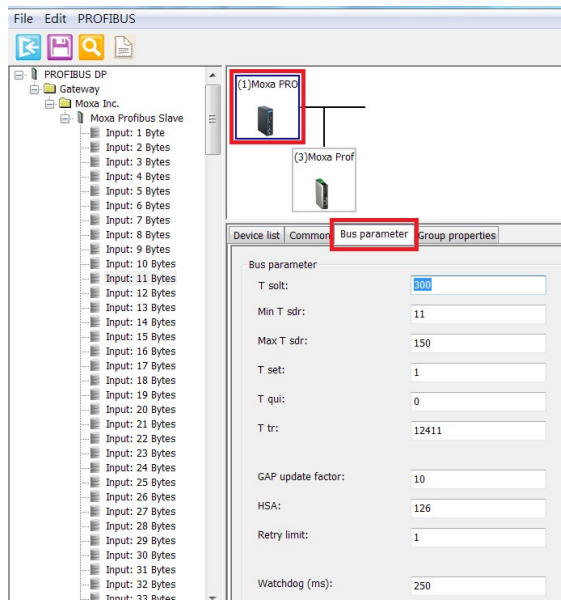 File Edit PROFIBUS
PROFIBUS DP
Gateway
Moxa Inc.
Moxa Profibus Slave
Input: 1 Byte
Input: 2 Bytes
Input: 3 Bytes
Input: 4 Bytes
Input: 5 Bytes
Input: 6 Bytes
Input: 7 Bytes
Input: 8 Bytes
Input: 9 Bytes
Input: 10 Bytes
Input: 11 Bytes
Input: 12 Bytes
Input: 13 Bytes
Input: 14 Bytes
Input: 15 Bytes
Input: 16 Bytes
Input: 17 Bytes
Input: 18 Bytes
Input: 19 Bytes
Input: 20 Bytes
Input: 21 Bytes
Input: 22 Bytes
Input: 23 Bytes
Input: 24 Bytes
Input: 25 Bytes
Input: 26 Bytes
Input: 27 Bytes
Input: 28 Bytes
Input: 29 Bytes
Input: 30 Bytes
Input: 31 Bytes
Input: 32 Bytes
Input: 33 Bytes
(1)Moxa PRO
(3)Moxa Prof
Device list Common Bus parameter Group properties
Bus parameter
T solt: 300
Min T sdr: 11
Max T sdr: 150
T set: 1
T qui: 0
T tr: 12411
GAP update factor: 10
HSA: 126
Retry limit: 1
Watchdog (ms): 250